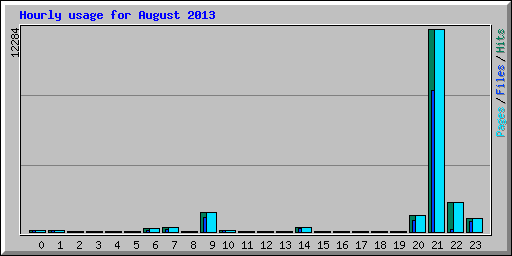 Hourly usage for August 2013
12284
Pages/Files/Hits
0 1 2 3 4 5 6 7 8 9 10 11 12 13 14 15 16 17 18 19 20 21 22 23